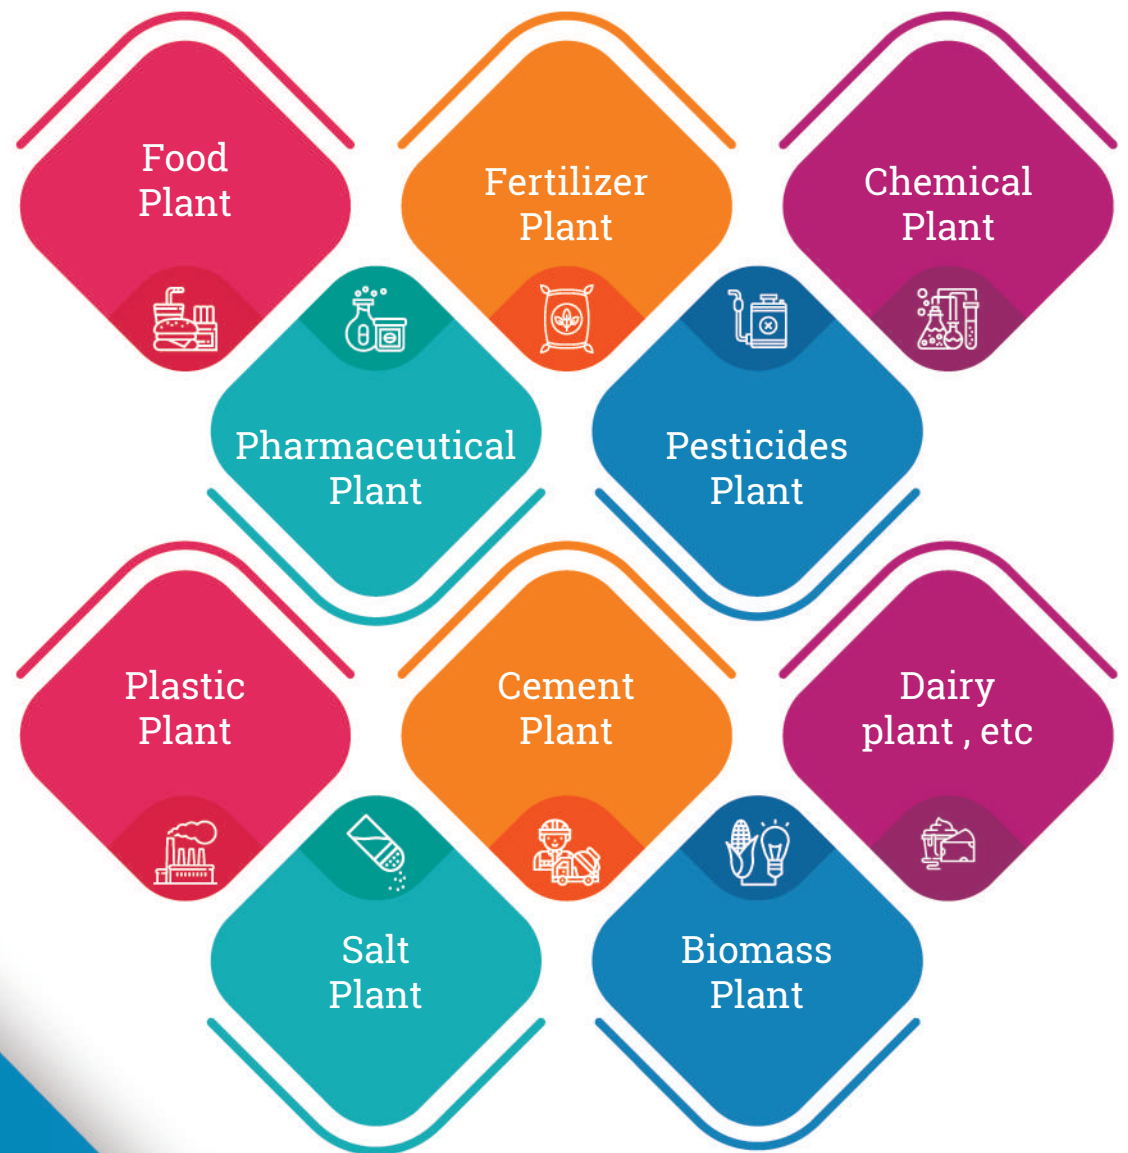 Food
Plant
Fertilizer
Plant
Chemical
Plant
Pharmaceutical
Plant
Pesticides
Plant
Plastic
Plant
Cement
Plant
Dairy
plant , etc
Salt
Plant
Biomass
Plant